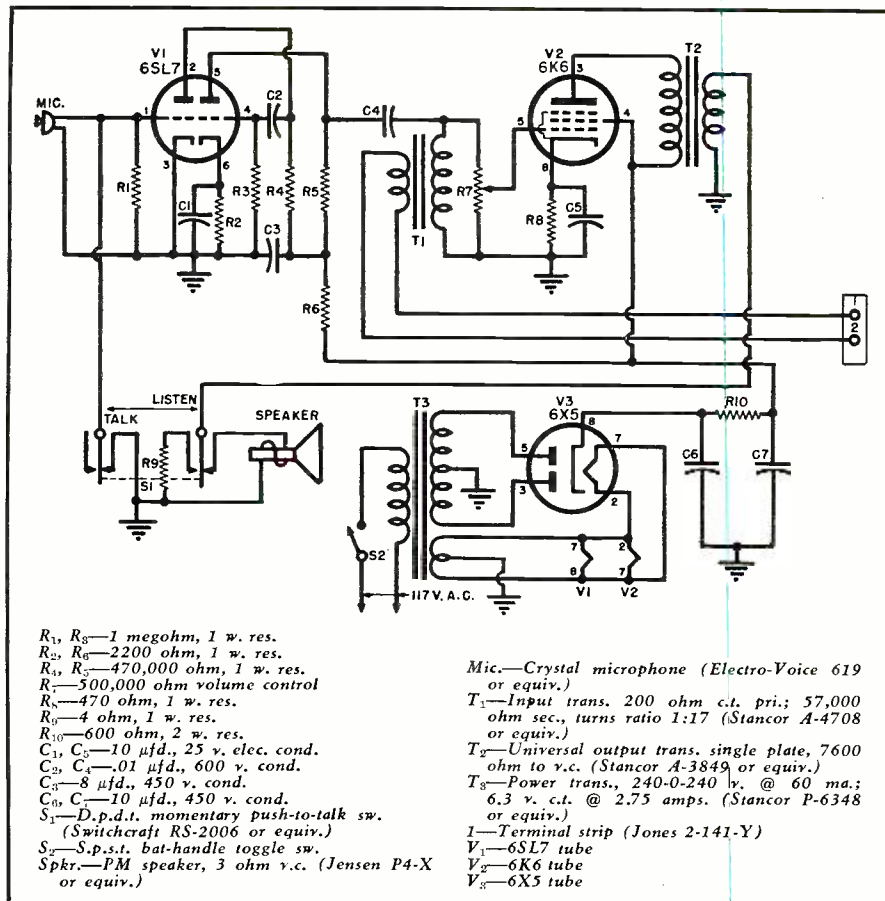 V1
6SL7
2
5
MIC.
1
4
C2
3
6
R1
C1
R2
R3
R4
C3
R5
R6
C4
T1
R7
V2
6K6
3
5
4
8
R8
C5
T2
1
2
LISTEN
TALK
R9
S1
SPEAKER
T3
V3
6X5
8
7
5
3
2
R10
C6
C7
S2
117 V. A.C.
7
8
V1
2
7
V2
R₁, R₃—1 megohm, 1 w. res.
R₂, R₆—2200 ohm, 1 w. res.
R₄, R₅—470,000 ohm, 1 w. res.
R₇—500,000 ohm volume control
R₈—470 ohm, 1 w. res.
R₉—4 ohm, 1 w. res.
R₁₀—600 ohm, 2 w. res.
C₁, C₅—10 μfd., 25 v. elec. cond.
C₂, C₄—.01 μfd., 600 v. cond.
C₃—8 μfd., 450 v. cond.
C₆, C₇—10 μfd., 450 v. cond.
S₁—D.p.d.t. momentary push-to-talk sw.
(Switchcraft RS-2006 or equiv.)
S₂—S.p.s.t. bat-handle toggle sw.
Spkr.—PM speaker, 3 ohm v.c. (Jensen P4-X
or equiv.)
Mic.—Crystal microphone (Electro-Voice 619
or equiv.)
T₁—Input trans. 200 ohm c.t. pri.; 57,000
ohm sec., turns ratio 1:17 (Stancor A-4708
or equiv.)
T₂—Universal output trans. single plate, 7600
ohm to v.c. (Stancor A-3849 or equiv.)
T₃—Power trans., 240-0-240 v. @ 60 ma.;
6.3 v. c.t. @ 2.75 amps. (Stancor P-6348
or equiv.)
1—Terminal strip (Jones 2-141-Y)
V₁—6SL7 tube
V₂—6K6 tube
V₃—6X5 tube